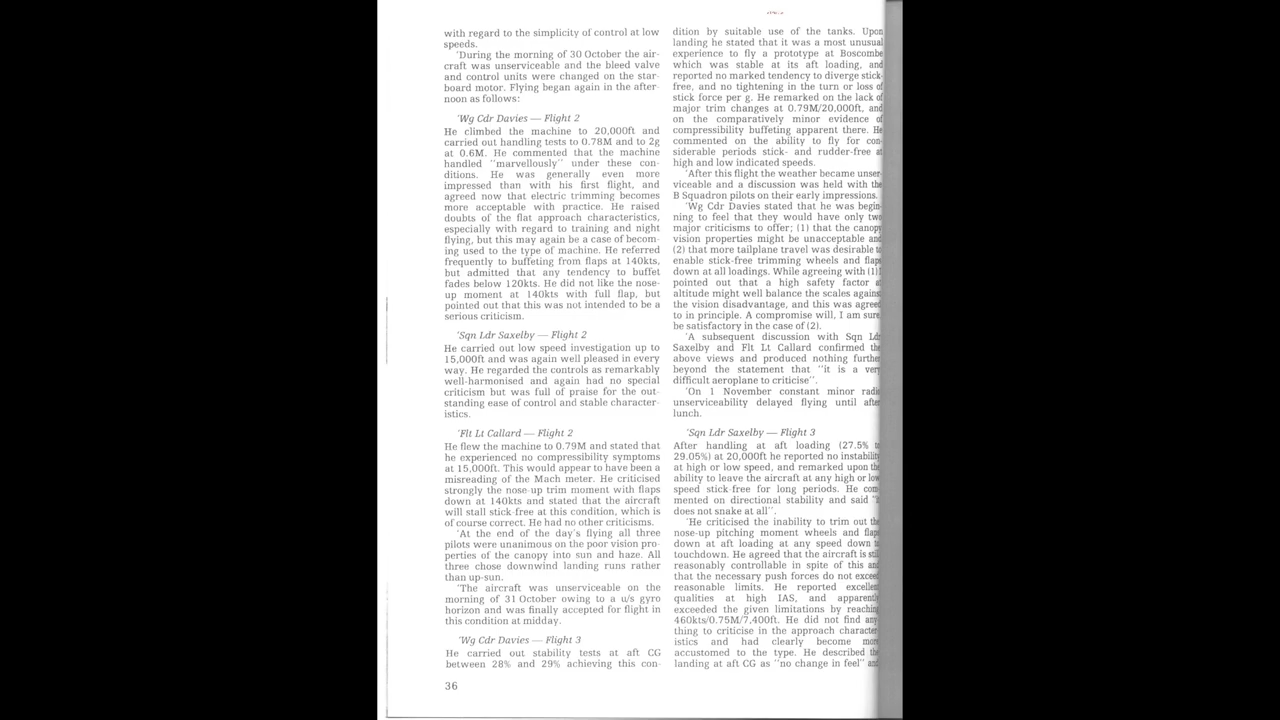 with regard to the simplicity of control at low
speeds.
'During the morning of 30 October the air-
craft was unserviceable and the bleed valve
and control units were changed on the star-
board motor. Flying began again in the after-
noon as follows:
'Wg Cdr Davies — Flight 2
He climbed the machine to 20,000ft and
carried out handling tests to 0.78M and to 2g
at 0.6M. He commented that the machine
handled ''marvellously'' under these con-
ditions. He was generally even more
impressed than with his first flight, and
agreed now that electric trimming becomes
more acceptable with practice. He raised
doubts of the flat approach characteristics,
especially with regard to training and night
flying, but this may again be a case of becom-
ing used to the type of machine. He referred
frequently to buffeting from flaps at 140kts,
but admitted that any tendency to buffet
fades below 120kts. He did not like the nose-
up moment at 140kts with full flap, but
pointed out that this was not intended to be a
serious criticism.
'Sqn Ldr Saxelby — Flight 2
He carried out low speed investigation up to
15,000ft and was again well pleased in every
way. He regarded the controls as remarkably
well-harmonised and again had no special
criticism but was full of praise for the out-
standing ease of control and stable character-
istics.
'Flt Lt Callard — Flight 2
He flew the machine to 0.79M and stated that
he experienced no compressibility symptoms
at 15,000ft. This would appear to have been a
misreading of the Mach meter. He criticised
strongly the nose-up trim moment with flaps
down at 140kts and stated that the aircraft
will stall stick-free at this condition, which is
of course correct. He had no other criticisms.
'At the end of the day's flying all three
pilots were unanimous on the poor vision pro-
perties of the canopy into sun and haze. All
three chose downwind landing runs rather
than up-sun.
'The aircraft was unserviceable on the
morning of 31 October owing to a u/s gyro
horizon and was finally accepted for flight in
this condition at midday.
'Wg Cdr Davies — Flight 3
He carried out stability tests at aft CG
between 28% and 29% achieving this con-
36
dition by suitable use of the tanks. Upon
landing he stated that it was a most unusual
experience to fly a prototype at Boscombe
which was stable at its aft loading, and
reported no marked tendency to diverge stick-
free, and no tightening in the turn or loss of
stick force per g. He remarked on the lack of
major trim changes at 0.79M/20,000ft, and
on the comparatively minor evidence of
compressibility buffeting apparent there. He
commented on the ability to fly for con-
siderable periods stick- and rudder-free at
high and low indicated speeds.
'After this flight the weather became unser-
viceable and a discussion was held with the
B Squadron pilots on their early impressions.
'Wg Cdr Davies stated that he was begin-
ning to feel that they would have only two
major criticisms to offer; (1) that the canopy
vision properties might be unacceptable and
(2) that more tailplane travel was desirable to
enable stick-free trimming wheels and flaps
down at all loadings. While agreeing with (1) I
pointed out that a high safety factor at
altitude might well balance the scales against
the vision disadvantage, and this was agreed
to in principle. A compromise will, I am sure,
be satisfactory in the case of (2).
'A subsequent discussion with Sqn Ldr
Saxelby and Flt Lt Callard confirmed the
above views and produced nothing further
beyond the statement that ''it is a very
difficult aeroplane to criticise''.
'On 1 November constant minor radio
unserviceability delayed flying until after
lunch.
'Sqn Ldr Saxelby — Flight 3
After handling at aft loading (27.5% to
29.05%) at 20,000ft he reported no instability
at high or low speed, and remarked upon the
ability to leave the aircraft at any high or low
speed stick-free for long periods. He com-
mented on directional stability and said ''it
does not snake at all''.
'He criticised the inability to trim out the
nose-up pitching moment wheels and flaps
down at aft loading at any speed down to
touchdown. He agreed that the aircraft is still
reasonably controllable in spite of this and
that the necessary push forces do not exceed
reasonable limits. He reported excellent
qualities at high IAS, and apparently
exceeded the given limitations by reaching
460kts/0.75M/7,400ft. He did not find any-
thing to criticise in the approach character-
istics and had clearly become more
accustomed to the type. He described the
landing at aft CG as ''no change in feel'' and